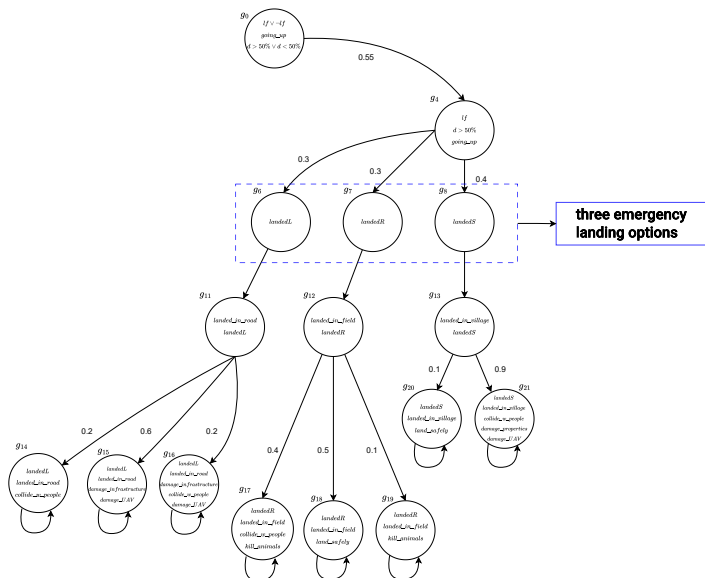 g0
lf ∨ ¬lf
going_up
d > 50% ∨ d < 50%
0.55
g4
lf
d > 50%
going_up
0.3
0.3
0.4
g6
g7
g8
landedL
landedR
landedS
three emergency
landing options
g11
landed_in_road
landedL
g12
landed_in_field
landedR
g13
landed_in_village
landedS
0.1
0.9
g20
landedS
landed_in_village
land_safely
g21
landedS
landed_in_village
collide_w_people
damage_properties
damage_UAV
0.2
0.6
0.2
g14
landedL
landed_in_road
collide_w_people
g15
landedL
landed_in_road
damage_infrastructure
damage_UAV
g16
landedL
landed_in_road
damage_infrastructure
collide_w_people
damage_UAV
0.4
0.5
0.1
g17
landedR
landed_in_field
collide_w_people
kill_animals
g18
landedR
landed_in_field
land_safely
g19
landedR
landed_in_field
kill_animals